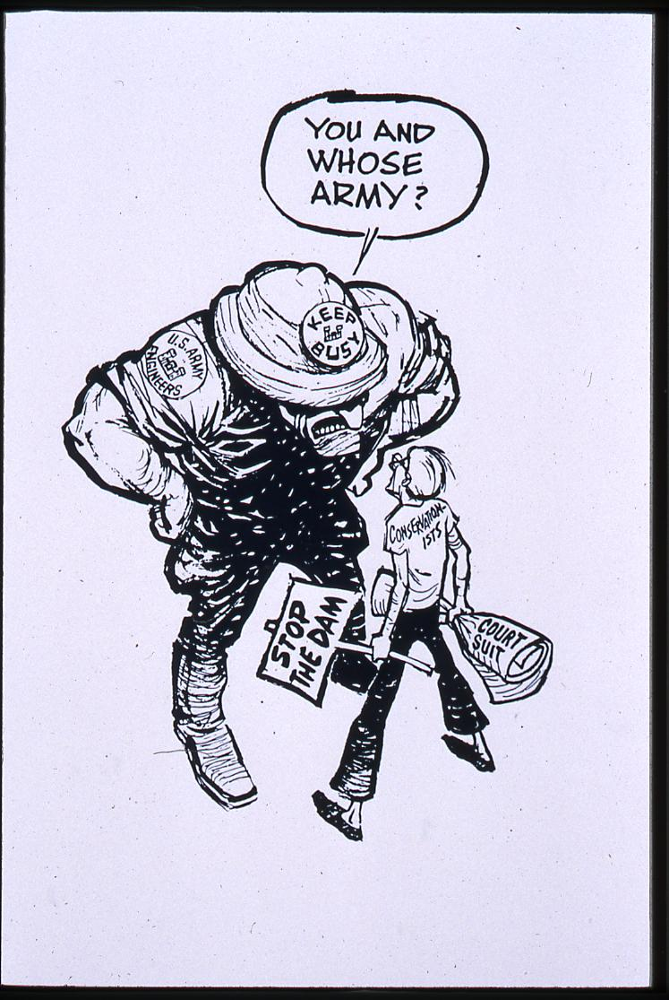 YOU AND
WHOSE
ARMY?
KEEP
BUSY
U.S. ARMY
ENGINEERS
CONSERVATION-
ISTS
STOP
THE DAM
COURT
SUIT